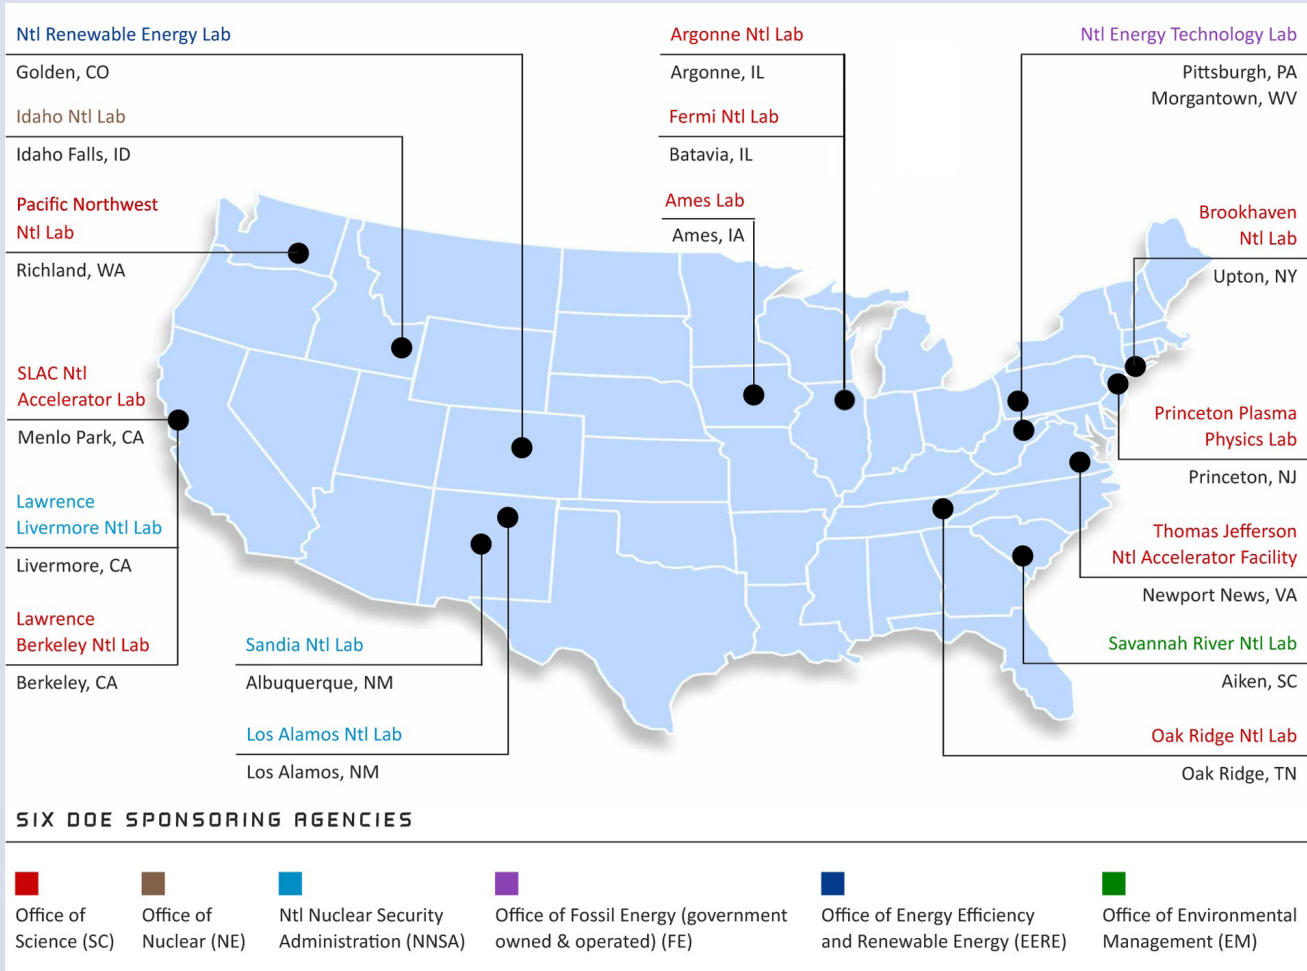 Ntl Renewable Energy Lab
Golden, CO
Idaho Ntl Lab
Idaho Falls, ID
Pacific Northwest
Ntl Lab
Richland, WA
SLAC Ntl
Accelerator Lab
Menlo Park, CA
Lawrence
Livermore Ntl Lab
Livermore, CA
Lawrence
Berkeley Ntl Lab
Berkeley, CA
Sandia Ntl Lab
Albuquerque, NM
Los Alamos Ntl Lab
Los Alamos, NM
Argonne Ntl Lab
Argonne, IL
Fermi Ntl Lab
Batavia, IL
Ames Lab
Ames, IA
Ntl Energy Technology Lab
Pittsburgh, PA
Morgantown, WV
Brookhaven
Ntl Lab
Upton, NY
Princeton Plasma
Physics Lab
Princeton, NJ
Thomas Jefferson
Ntl Accelerator Facility
Newport News, VA
Savannah River Ntl Lab
Aiken, SC
Oak Ridge Ntl Lab
Oak Ridge, TN
SIX DOE SPONSORING AGENCIES
Office of
Science (SC)
Office of
Nuclear (NE)
Ntl Nuclear Security
Administration (NNSA)
Office of Fossil Energy (government
owned & operated) (FE)
Office of Energy Efficiency
and Renewable Energy (EERE)
Office of Environmental
Management (EM)